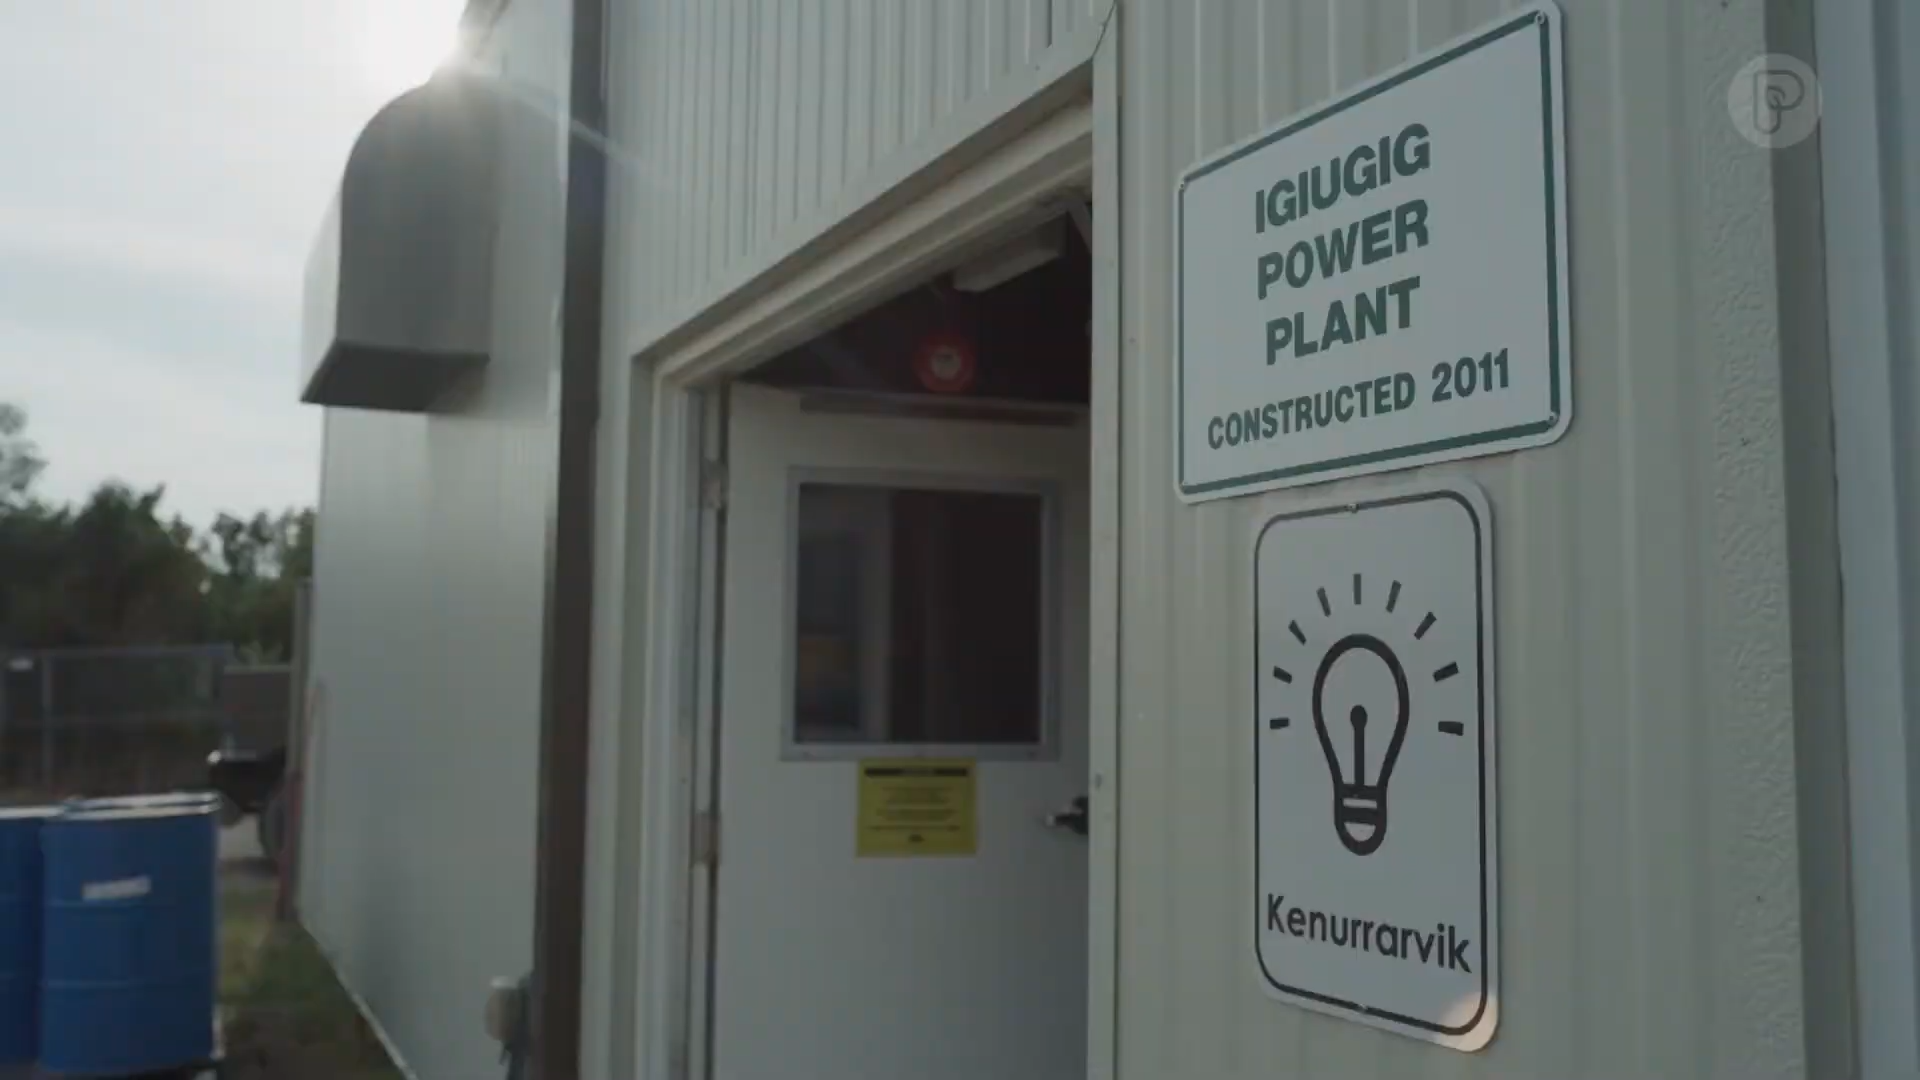 IGIUGIG
POWER
PLANT
CONSTRUCTED 2011
Kenurrarvik